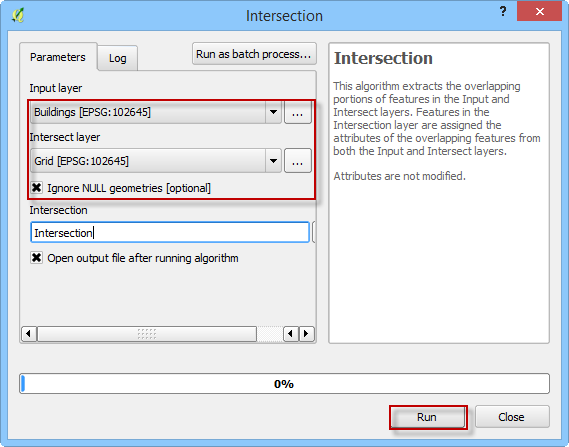 Intersection
Parameters
Log
Run as batch process...
Input layer
Buildings [EPSG:102645]
...
Intersect layer
Grid [EPSG:102645]
...
Ignore NULL geometries [optional]
Intersection
Intersection
Open output file after running algorithm
Intersection
This algorithm extracts the overlapping
portions of features in the Input and
Intersect layers. Features in the
Intersection layer are assigned the
attributes of the overlapping features from
both the Input and Intersect layers.
Attributes are not modified.
0%
Run
Close